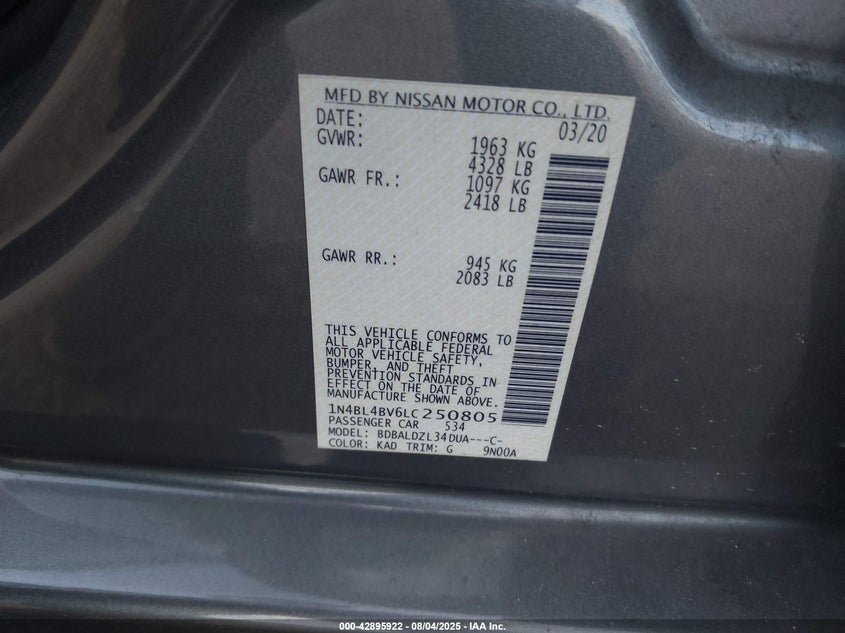 MFD BY NISSAN MOTOR CO., LTD.
DATE: 03/20
GVWR: 1963 KG
4328 LB
GAWR FR.: 1097 KG
2418 LB
GAWR RR.: 945 KG
2083 LB
THIS VEHICLE CONFORMS TO
ALL APPLICABLE FEDERAL
MOTOR VEHICLE SAFETY,
BUMPER, AND THEFT
PREVENTION STANDARDS IN
EFFECT ON THE DATE OF
MANUFACTURE SHOWN ABOVE.
1N4BL4BV6LC250805
PASSENGER CAR 534
MODEL: BDBALDZL34DUA---C-
COLOR: KAD TRIM: G 9N00A
000-42895922 - 08/04/2025 - IAA Inc.